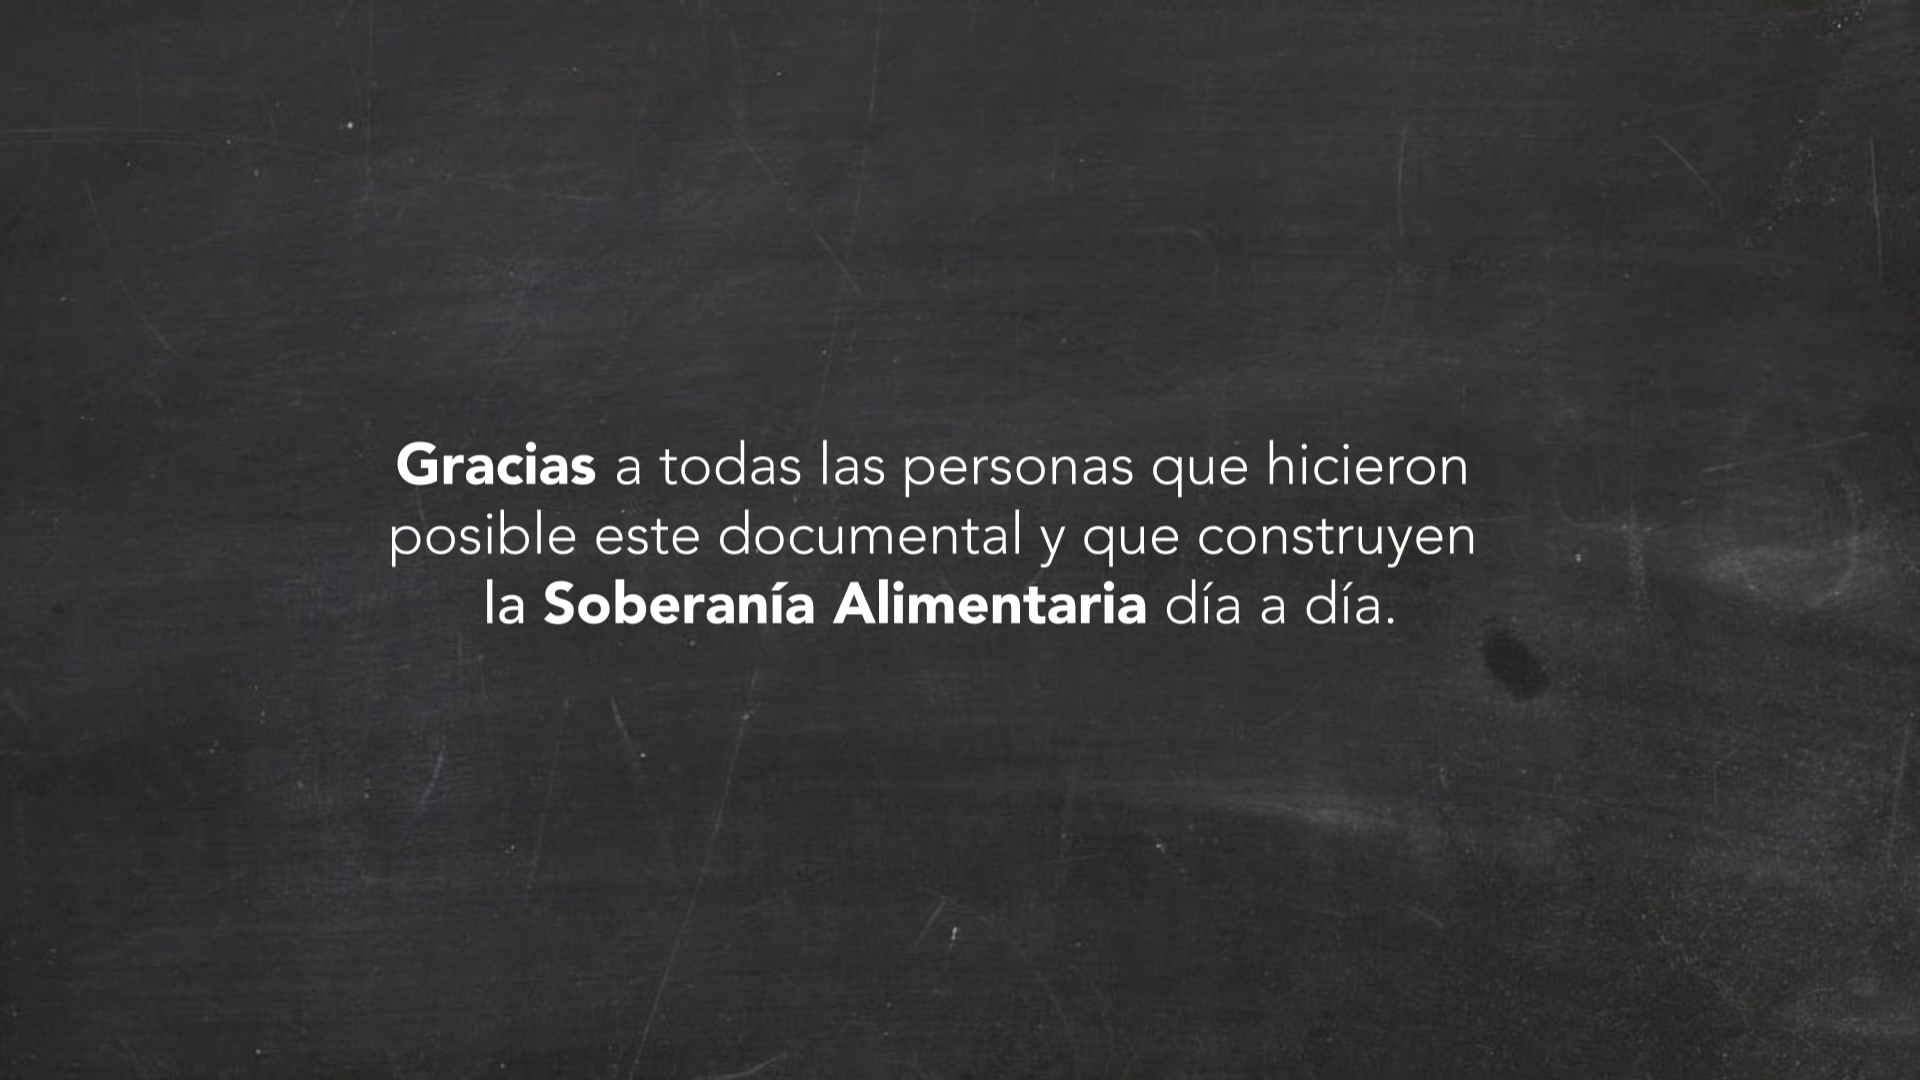 Gracias a todas las personas que hicieron
posible este documental y que construyen
la Soberanía Alimentaria día a día.